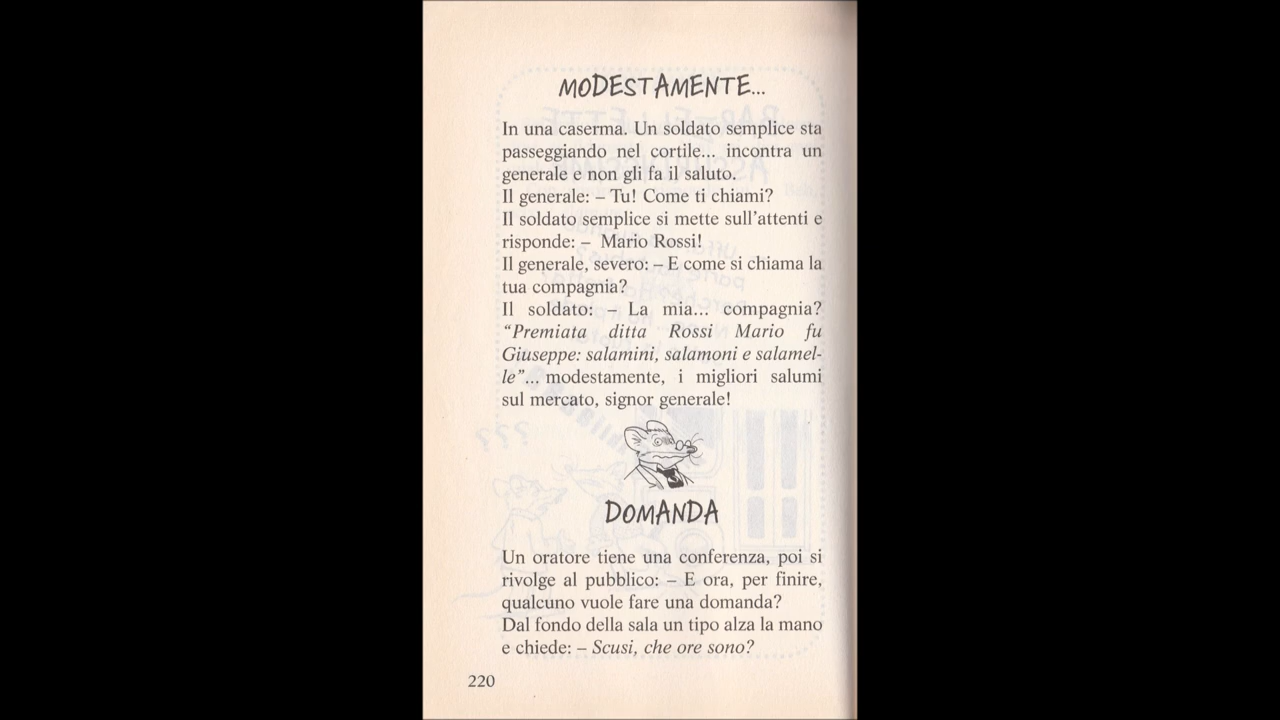 MODESTAMENTE...
In una caserma. Un soldato semplice sta
passeggiando nel cortile... incontra un
generale e non gli fa il saluto.
Il generale: – Tu! Come ti chiami?
Il soldato semplice si mette sull'attenti e
risponde: – Mario Rossi!
Il generale, severo: – E come si chiama la
tua compagnia?
Il soldato: – La mia... compagnia?
“Premiata ditta Rossi Mario fu
Giuseppe: salamini, salamoni e salamel-
le”... modestamente, i migliori salumi
sul mercato, signor generale!
DOMANDA
Un oratore tiene una conferenza, poi si
rivolge al pubblico: – E ora, per finire,
qualcuno vuole fare una domanda?
Dal fondo della sala un tipo alza la mano
e chiede: – Scusi, che ore sono?
220